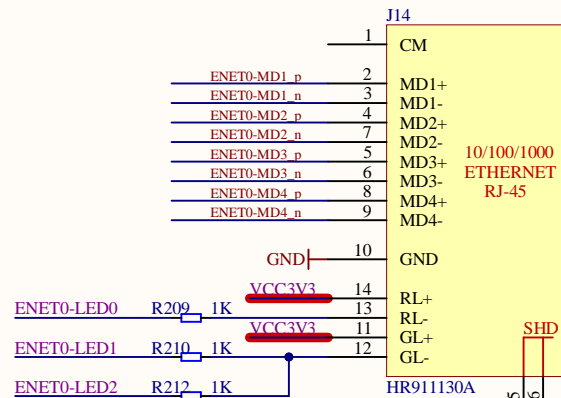 J14
1 CM
ENET0-MD1_p 2 MD1+
ENET0-MD1_n 3 MD1-
ENET0-MD2_p 4 MD2+
ENET0-MD2_n 7 MD2-
ENET0-MD3_p 5 MD3+
ENET0-MD3_n 6 MD3-
ENET0-MD4_p 8 MD4+
ENET0-MD4_n 9 MD4-
10/100/1000
ETHERNET
RJ-45
GND 10 GND
VCC3V3 14 RL+
ENET0-LED0 R209 1K 13 RL-
VCC3V3 11 GL+
ENET0-LED1 R210 1K 12 GL-
SHD
ENET0-LED2 R212 1K
HR911130A